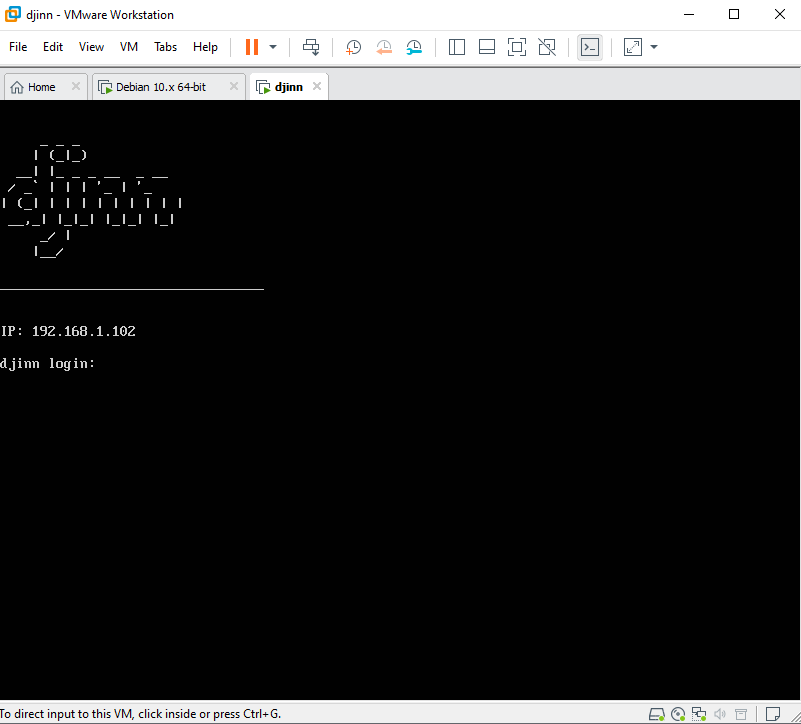 djinn - VMware Workstation
File Edit View VM Tabs Help
Home Debian 10.x 64-bit djinn
djinn
IP: 192.168.1.102
djinn login:
To direct input to this VM, click inside or press Ctrl+G.